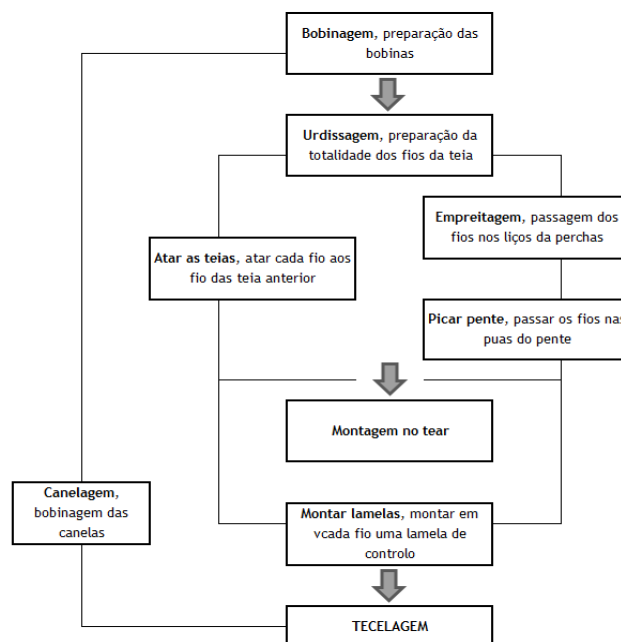 Bobinagem, preparação das
bobinas
Urdissagem, preparação da
totalidade dos fios da teia
Empreitagem, passagem dos
fios nos liços da perchas
Atar as teias, atar cada fio aos
fio das teia anterior
Picar pente, passar os fios nas
puas do pente
Montagem no tear
Canelagem,
bobinagem das
canelas
Montar lamelas, montar em
vcada fio uma lamela de
controlo
TECELAGEM